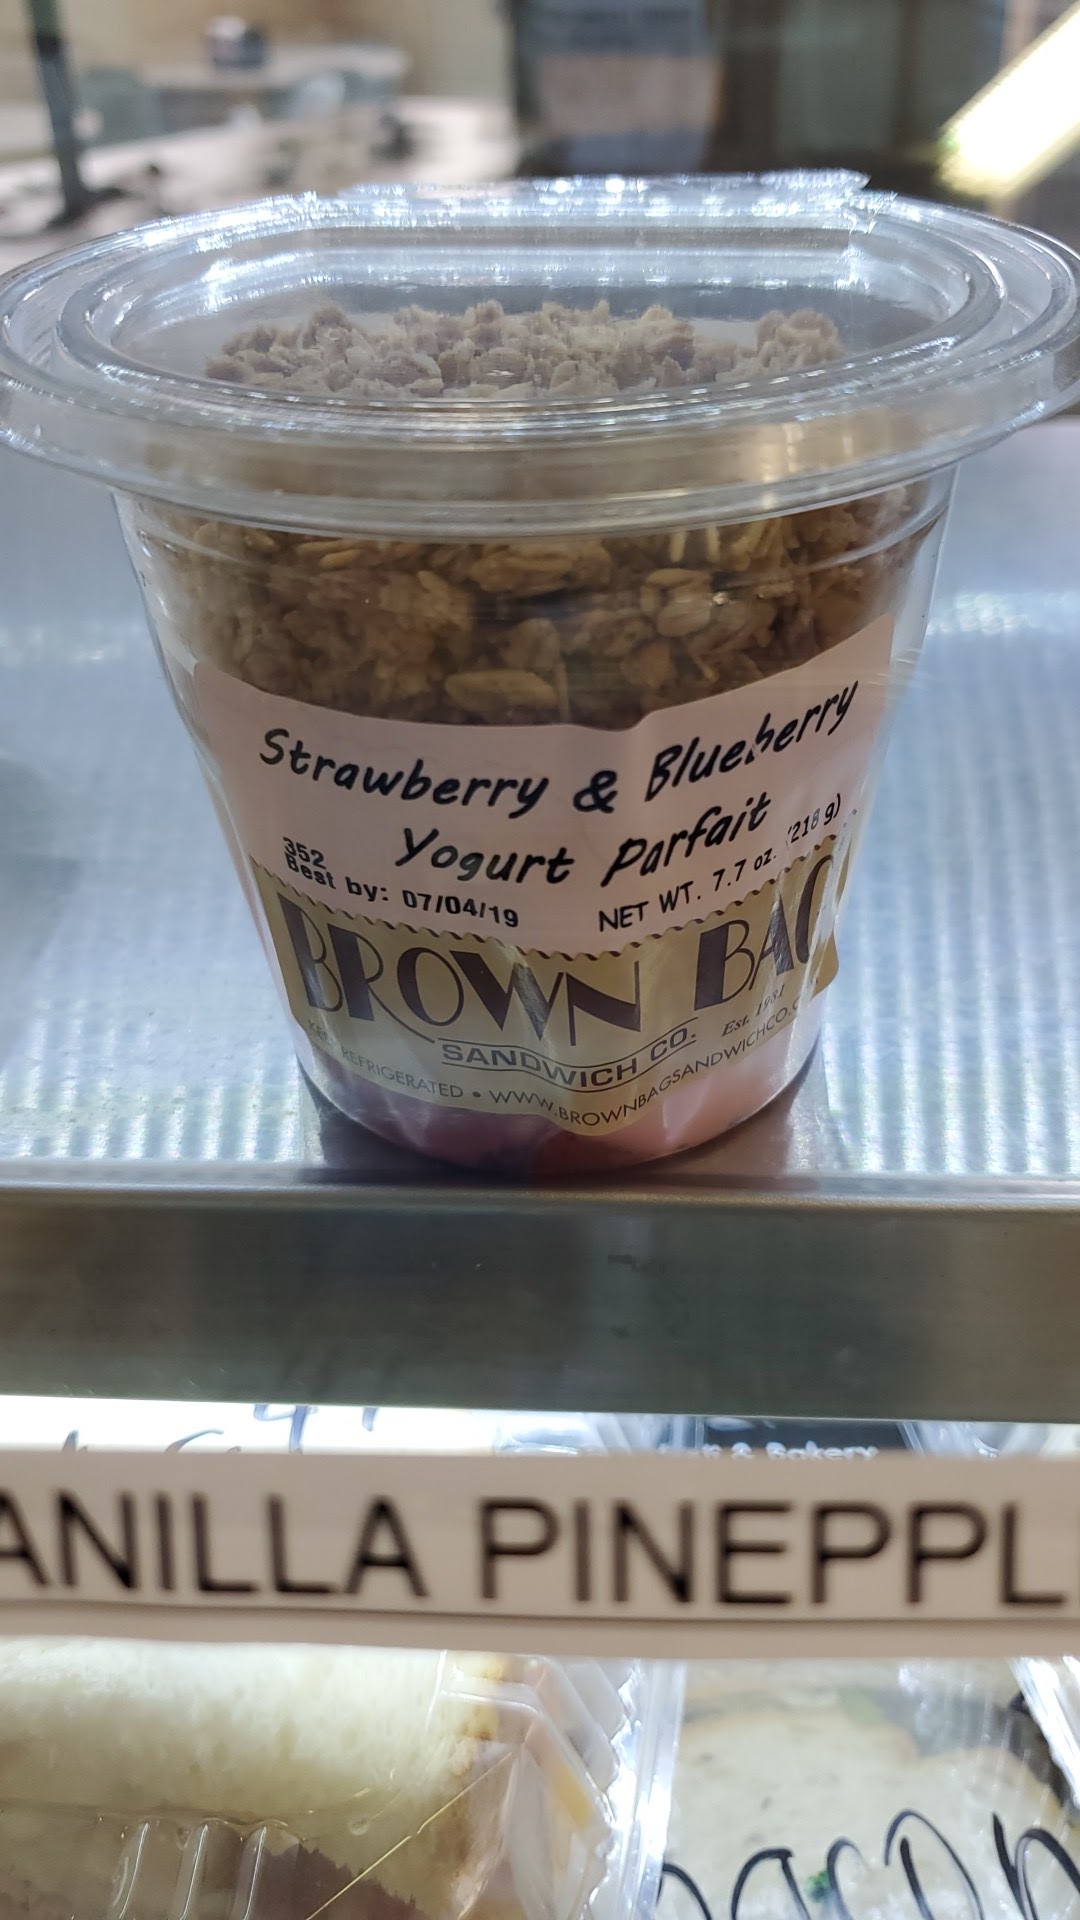 Strawberry & Blueberry
Yogurt Parfait
352
Best by: 07/04/19
NET WT. 7.7 oz. (218 g)
BROWN BAG
SANDWICH CO.
Est. 1981
REFRIGERATED • WWW.BROWNBAGSANDWICHCO.C
& Bakery
ANILLA PINEPPL